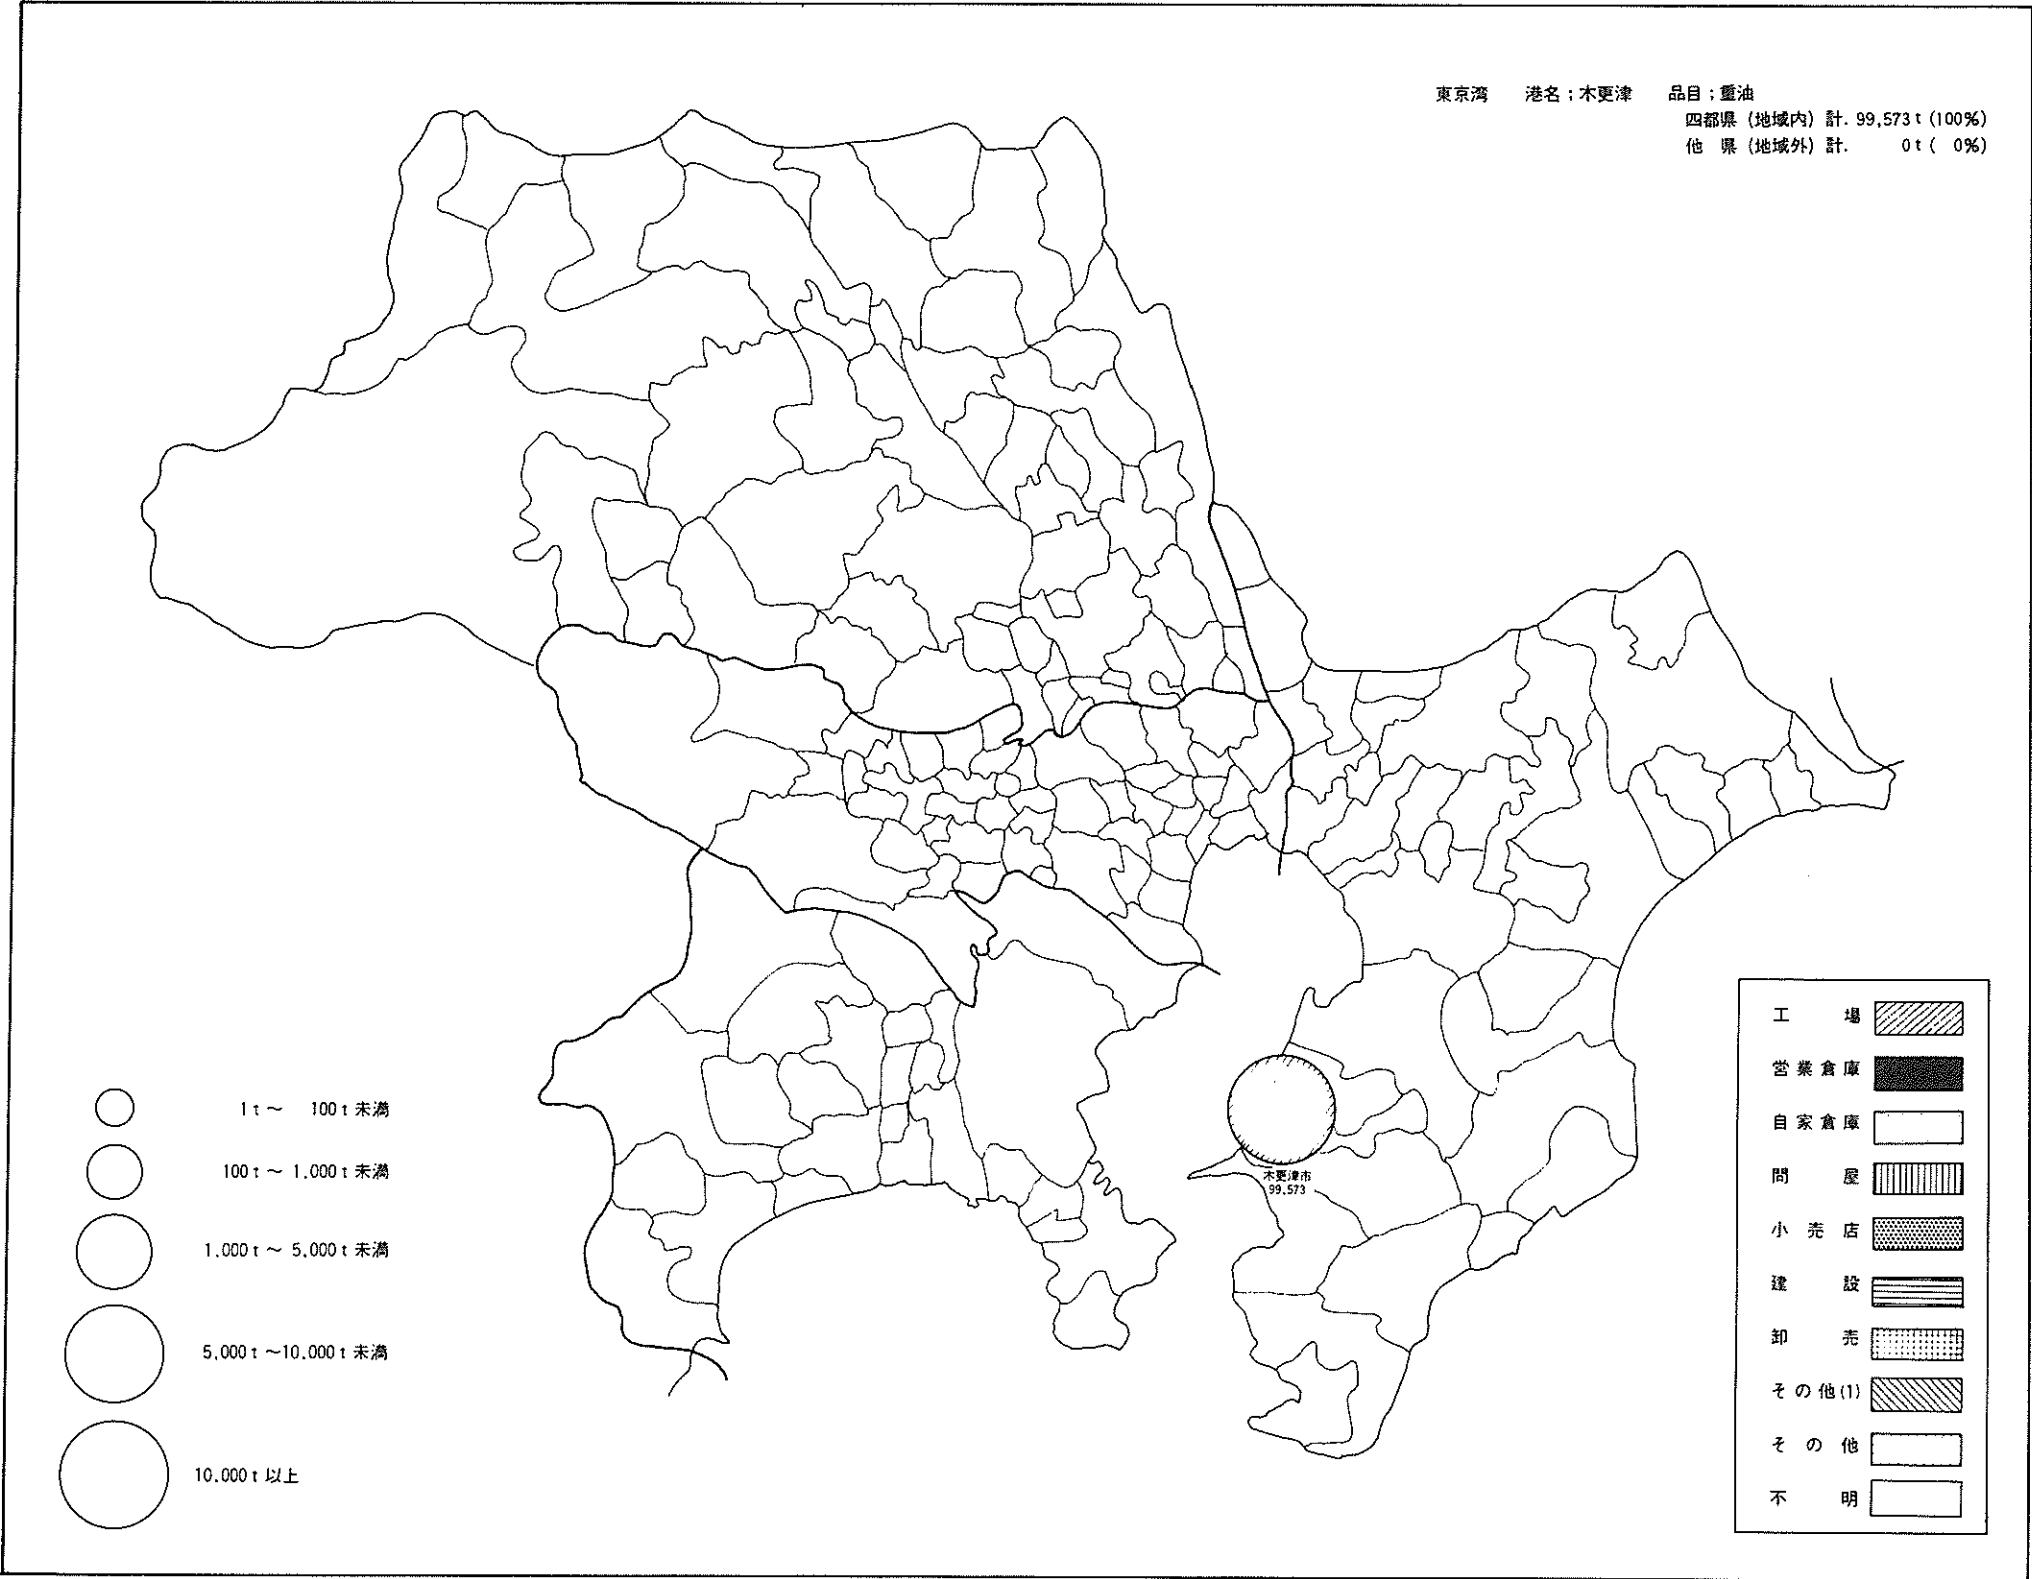 東京湾 港名;木更津 品目;重油
四都県 (地域内) 計. 99,573t (100%)
他 県 (地域外) 計. 0t ( 0%)
木更津市
99.573
1t~ 100t未満
100t~ 1.000t未満
1.000t~ 5,000t未満
5,000t~10.000t未満
10.000t以上
工場
営業倉庫
自家倉庫
問屋
小売店
建設
卸売
その他(1)
その他
不明